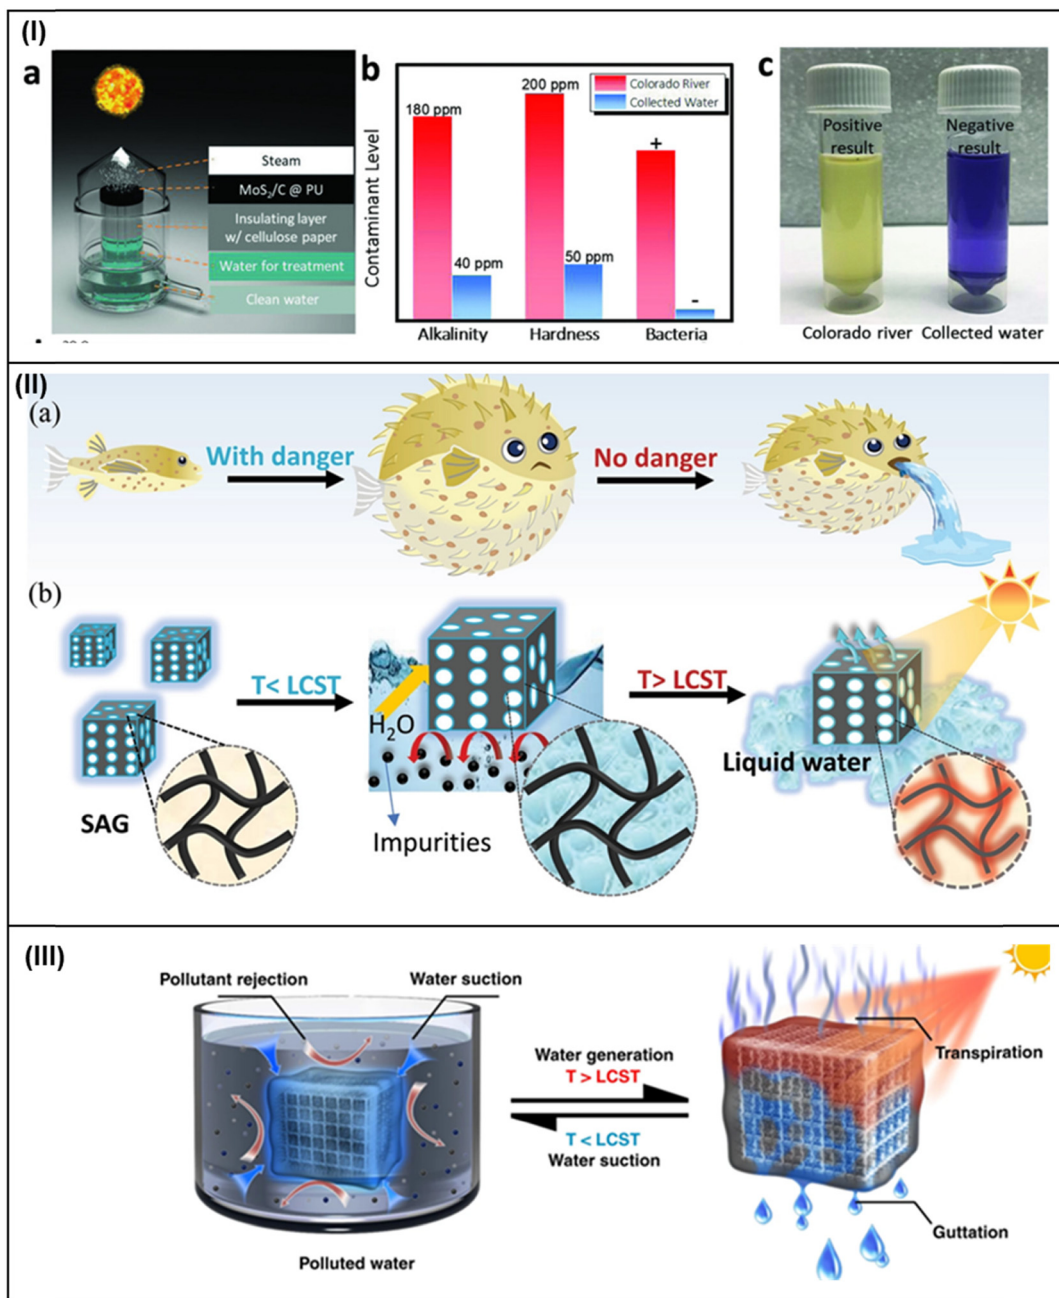 (I)
a
Steam
MoS₂/C @ PU
Insulating layer
w/ cellulose paper
Water for treatment
Clean water
b
Contaminant Level
180 ppm
200 ppm
Colorado River
Collected Water
+
40 ppm
50 ppm
-
Alkalinity
Hardness
Bacteria
c
Positive
result
Negative
result
Colorado river
Collected water
(II)
(a)
With danger
No danger
(b)
T< LCST
T> LCST
H₂O
SAG
Impurities
Liquid water
(III)
Pollutant rejection
Water suction
Polluted water
Water generation
T > LCST
T < LCST
Water suction
Transpiration
Guttation